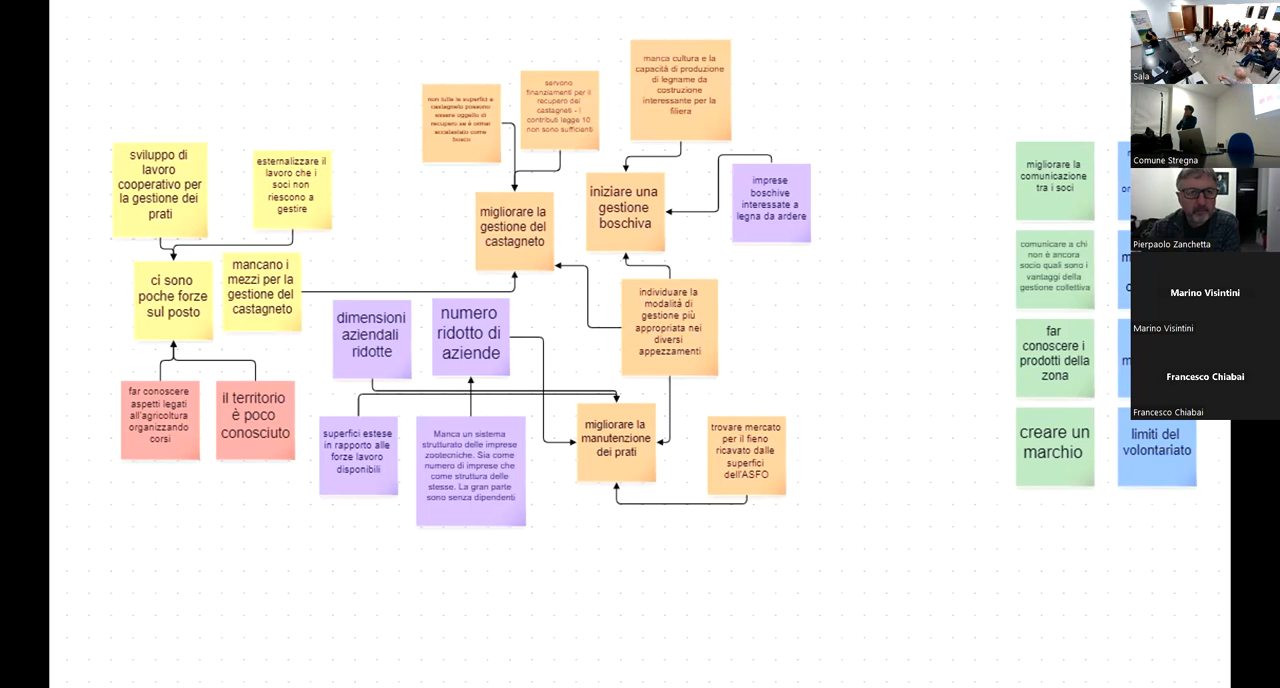 manca cultura e la
capacità di produzione
di legname da
costruzione
interessante per la
filiera
servono
finanziamenti per il
recupero dei
castagneti - i
contributi legge 10
non sono sufficienti
non tutte le superfici a
castagneto possono
essere oggetto di
recupero se è ormai
accatastato come
bosco
sviluppo di
lavoro
cooperativo per
la gestione dei
prati
esternalizzare il
lavoro che i
soci non
riescono a
gestire
migliorare la
gestione del
castagneto
iniziare una
gestione
boschiva
imprese
boschive
interessate a
legna da ardere
ci sono
poche forze
sul posto
mancano i
mezzi per la
gestione del
castagneto
dimensioni
aziendali
ridotte
numero
ridotto di
aziende
individuare la
modalità di
gestione più
appropriata nei
diversi
appezzamenti
far conoscere
aspetti legati
all'agricoltura
organizzando
corsi
il territorio
è poco
conosciuto
superfici estese
in rapporto alle
forze lavoro
disponibili
Manca un sistema
strutturato delle imprese
zootecniche. Sia come
numero di imprese che
come struttura delle
stesse. La gran parte
sono senza dipendenti
migliorare la
manutenzione
dei prati
trovare mercato
per il fieno
ricavato dalle
superfici
dell'ASFO
migliorare la
comunicazione
tra i soci
comunicare a chi
non è ancora
socio quali sono i
vantaggi della
gestione collettiva
far
conoscere i
prodotti della
zona
creare un
marchio
limiti del
volontariato
Sala
Comune Stregna
Pierpaolo Zanchetta
Marino Visintini
Marino Visintini
Francesco Chiabai
Francesco Chiabai